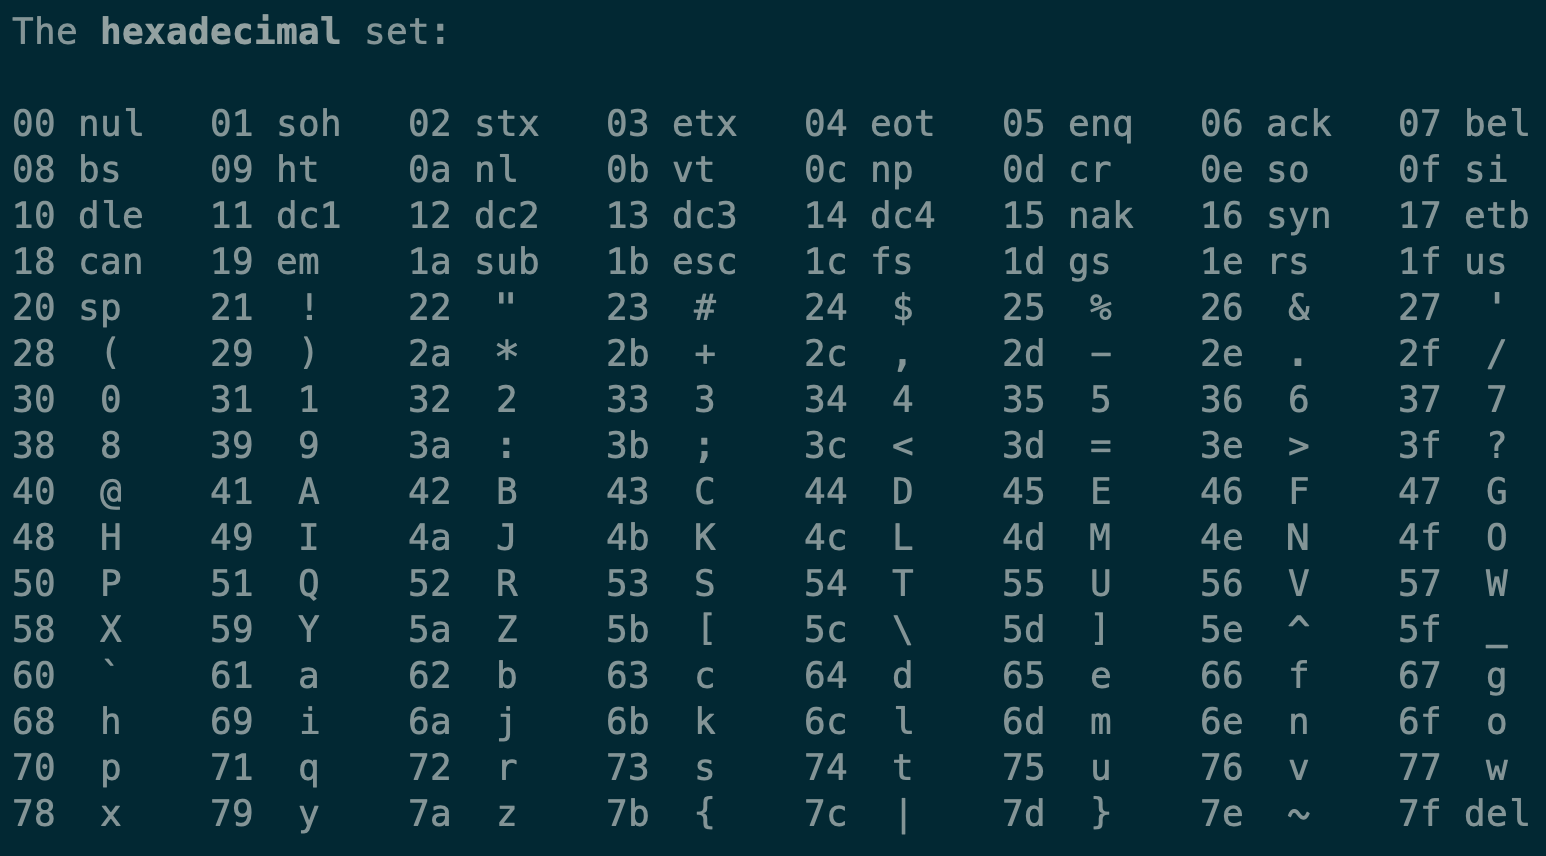 The hexadecimal set:

00 nul   01 soh   02 stx   03 etx   04 eot   05 enq   06 ack   07 bel
08 bs    09 ht    0a nl    0b vt    0c np    0d cr    0e so    0f si
10 dle   11 dc1   12 dc2   13 dc3   14 dc4   15 nak   16 syn   17 etb
18 can   19 em    1a sub   1b esc   1c fs    1d gs    1e rs    1f us
20 sp    21  !    22  "    23  #    24  $    25  %    26  &    27  '
28  (    29  )    2a  *    2b  +    2c  ,    2d  -    2e  .    2f  /
30  0    31  1    32  2    33  3    34  4    35  5    36  6    37  7
38  8    39  9    3a  :    3b  ;    3c  <    3d  =    3e  >    3f  ?
40  @    41  A    42  B    43  C    44  D    45  E    46  F    47  G
48  H    49  I    4a  J    4b  K    4c  L    4d  M    4e  N    4f  O
50  P    51  Q    52  R    53  S    54  T    55  U    56  V    57  W
58  X    59  Y    5a  Z    5b  [    5c  \    5d  ]    5e  ^    5f  _
60  `    61  a    62  b    63  c    64  d    65  e    66  f    67  g
68  h    69  i    6a  j    6b  k    6c  l    6d  m    6e  n    6f  o
70  p    71  q    72  r    73  s    74  t    75  u    76  v    77  w
78  x    79  y    7a  z    7b  {    7c  |    7d  }    7e  ~    7f del